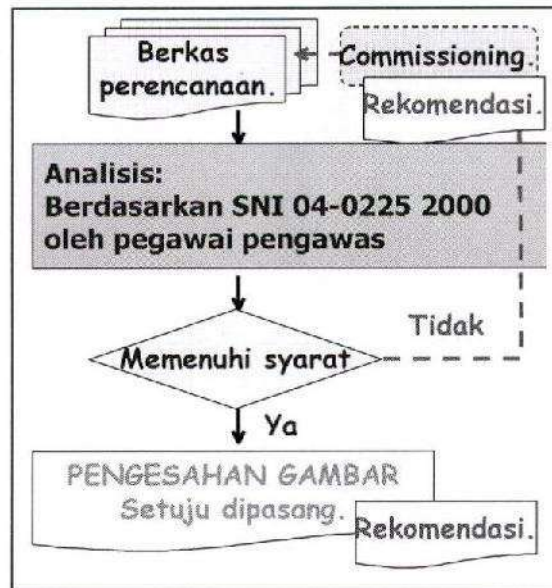 Berkas
perencanaan.
Commissioning.
Rekomendasi.
Analisis:
Berdasarkan SNI 04-0225 2000
oleh pegawai pengawas
Tidak
Memenuhi syarat
Ya
PENGESAHAN GAMBAR
Setuju dipasang.
Rekomendasi.